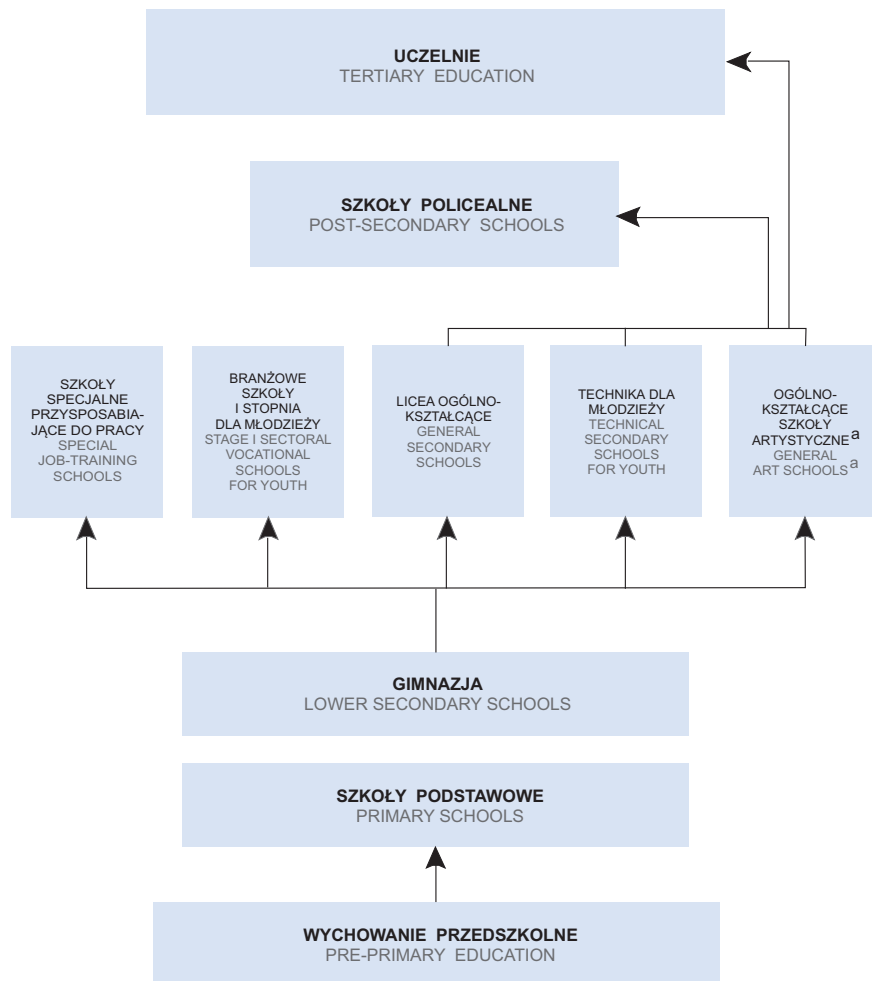 UCZELNIE
TERTIARY EDUCATION
SZKOŁY POLICEALNE
POST-SECONDARY SCHOOLS
SZKOŁY
SPECJALNE
PRZYSPOSABIA-
JĄCE DO PRACY
SPECIAL
JOB-TRAINING
SCHOOLS
BRANŻOWE
SZKOŁY
I STOPNIA
DLA MŁODZIEŻY
STAGE I SECTORAL
VOCATIONAL
SCHOOLS
FOR YOUTH
LICEA OGÓLNO-
KSZTAŁCĄCE
GENERAL
SECONDARY
SCHOOLS
TECHNIKA DLA
MŁODZIEŻY
TECHNICAL
SECONDARY
SCHOOLS
FOR YOUTH
OGÓLNO-
KSZTAŁCĄCE
SZKOŁY
ARTYSTYCZNE a
GENERAL
ART SCHOOLS a
GIMNAZJA
LOWER SECONDARY SCHOOLS
SZKOŁY PODSTAWOWE
PRIMARY SCHOOLS
WYCHOWANIE PRZEDSZKOLNE
PRE-PRIMARY EDUCATION